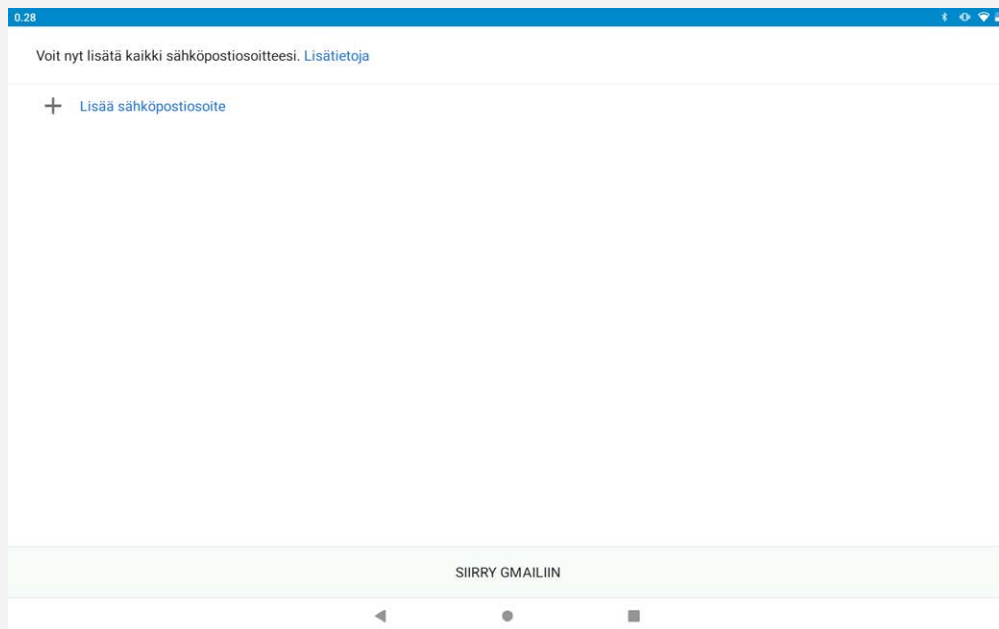 0.28
Voit nyt lisätä kaikki sähköpostiosoitteesi. Lisätietoja
Lisää sähköpostiosoite
SIIRRY GMAILIIN